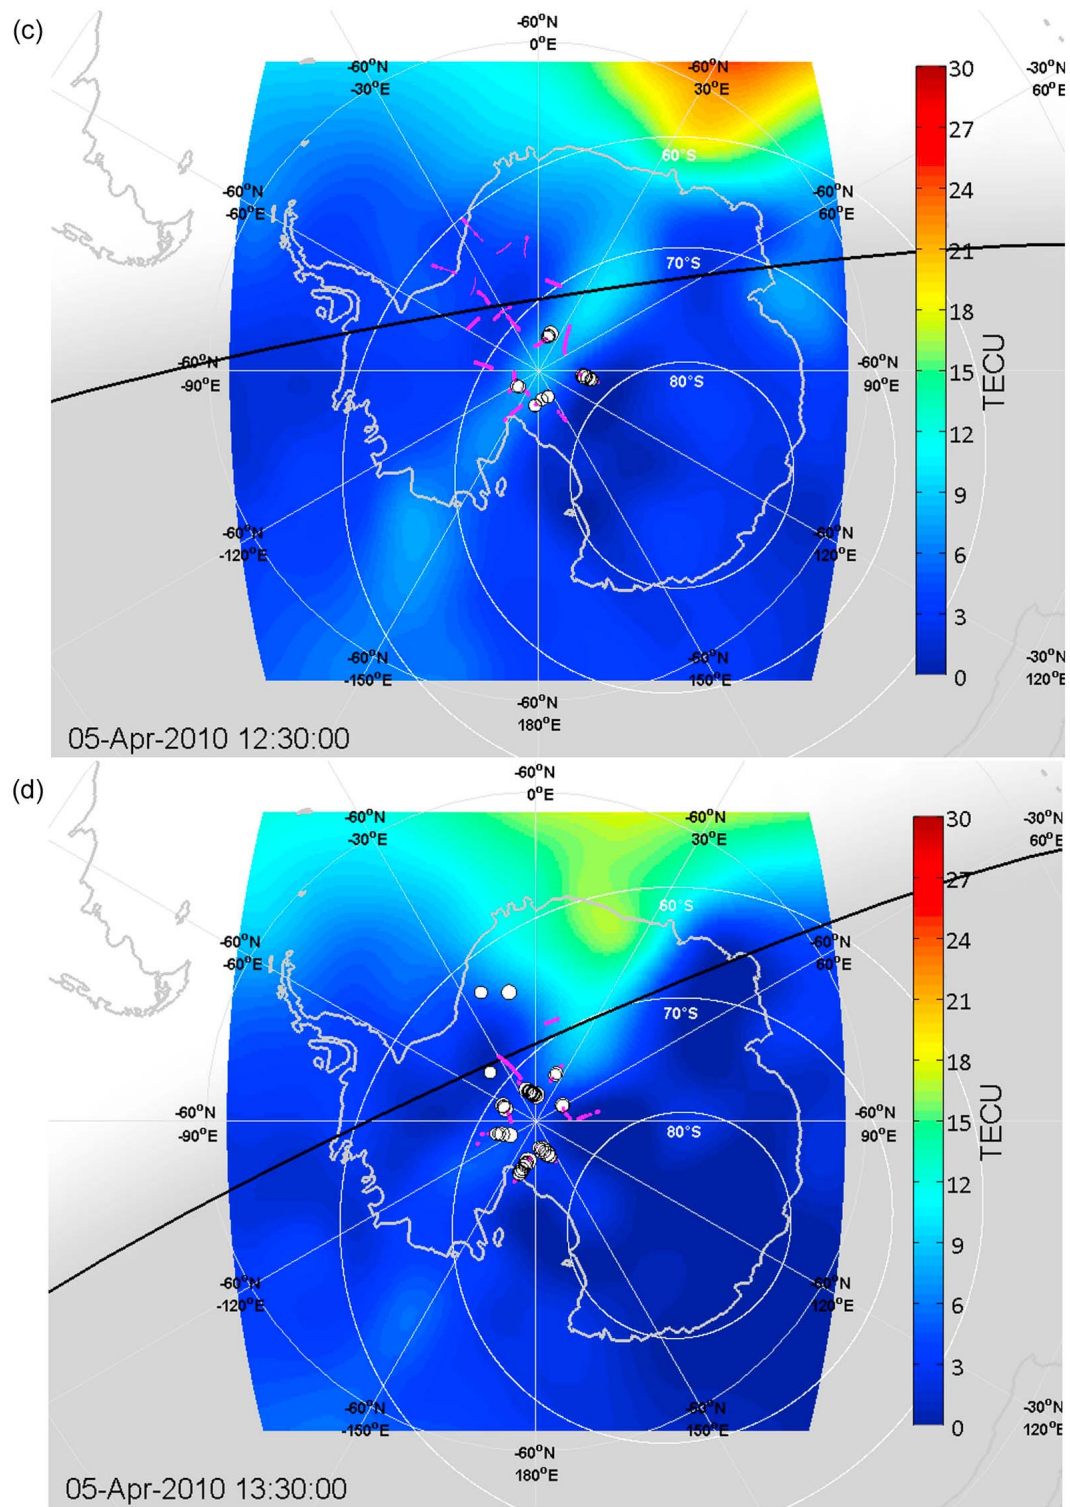 (c)
-60°N
0°E
-60°N
-30°E
-60°N
30°E
-30°N
60°E
30
27
24
21
18
15
12
9
6
3
0
TECU
60°S
-60°N
-60°E
-60°N
60°E
70°S
-60°N
-90°E
80°S
-60°N
90°E
-60°N
-120°E
-60°N
120°E
-60°N
-150°E
-60°N
150°E
-30°N
120°E
-60°N
180°E
05-Apr-2010 12:30:00
(d)
-60°N
0°E
-60°N
-30°E
-60°N
30°E
-30°N
60°E
30
27
24
21
18
15
12
9
6
3
0
TECU
60°S
-60°N
-60°E
-60°N
60°E
70°S
-60°N
-90°E
80°S
-60°N
90°E
-60°N
-120°E
-60°N
120°E
-60°N
-150°E
-60°N
150°E
-30°N
120°E
-60°N
180°E
05-Apr-2010 13:30:00